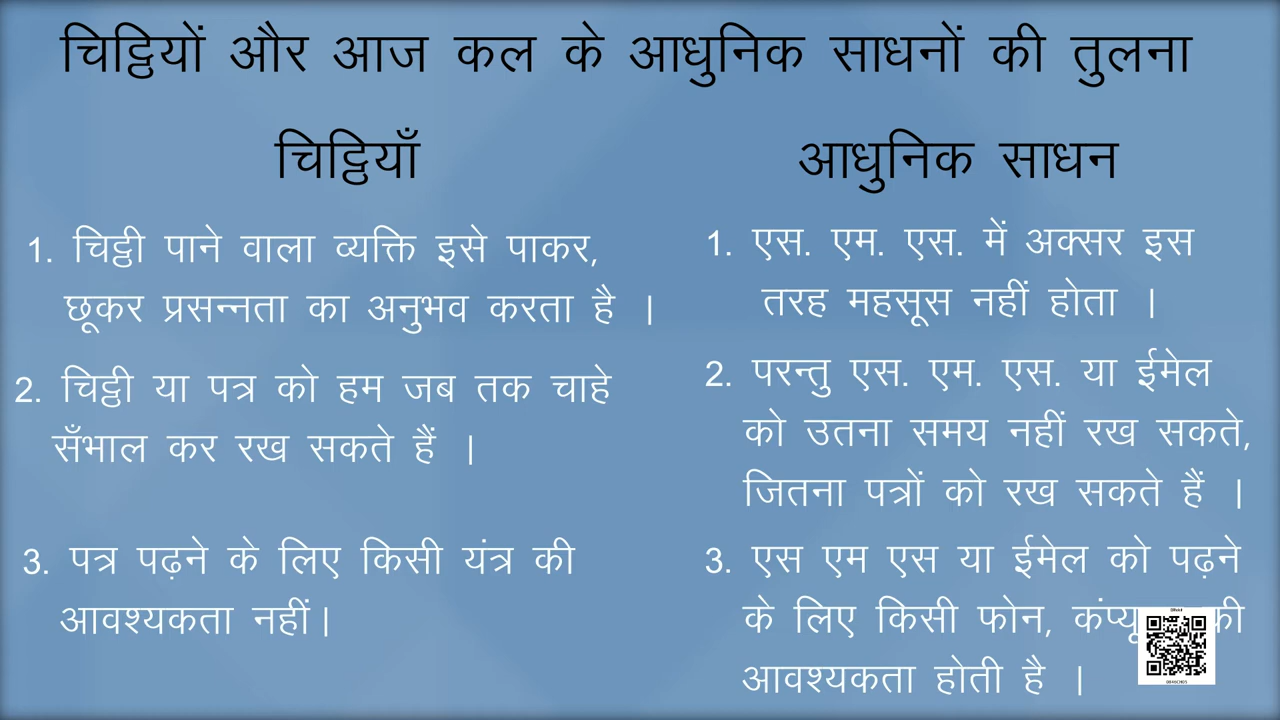 चिट्ठियों और आज कल के आधुनिक साधनों की तुलना
चिट्ठियाँ
1. चिट्ठी पाने वाला व्यक्ति इसे पाकर,
छूकर प्रसन्नता का अनुभव करता है ।
2. चिट्ठी या पत्र को हम जब तक चाहे
सँभाल कर रख सकते हैं ।
3. पत्र पढ़ने के लिए किसी यंत्र की
आवश्यकता नहीं।
आधुनिक साधन
1. एस. एम. एस. में अक्सर इस
तरह महसूस नहीं होता ।
2. परन्तु एस. एम. एस. या ईमेल
को उतना समय नहीं रख सकते,
जितना पत्रों को रख सकते हैं ।
3. एस एम एस या ईमेल को पढ़ने
के लिए किसी फोन, की
आवश्यकता होती है ।